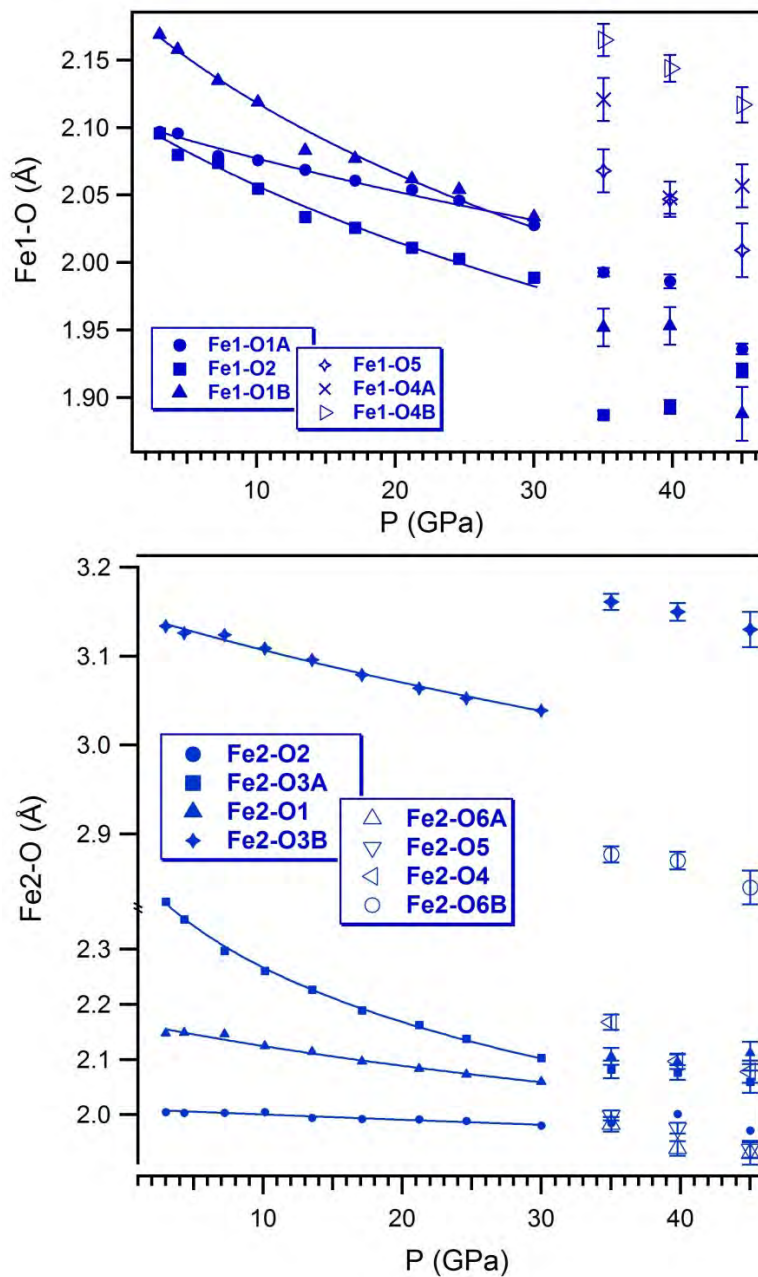 2.15
2.10
2.05
2.00
1.95
1.90
Fe1-O (Å)
Fe1-O1A
Fe1-O2
Fe1-O1B
Fe1-O5
Fe1-O4A
Fe1-O4B
10 20 30 40
P (GPa)
3.2
3.1
3.0
2.9
2.3
2.2
2.1
2.0
Fe2-O (Å)
Fe2-O2
Fe2-O3A
Fe2-O1
Fe2-O3B
Fe2-O6A
Fe2-O5
Fe2-O4
Fe2-O6B
10 20 30 40
P (GPa)